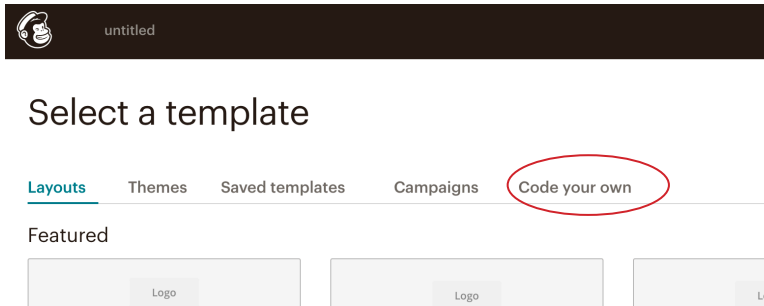 untitled
Select a template
Layouts Themes Saved templates Campaigns Code your own
Featured
Logo Logo